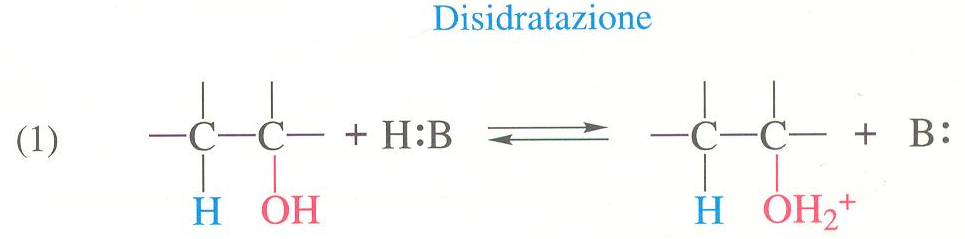 Disidratazione
(1) —C—C— + H:B ⇌ —C—C— + B:
H OH H OH₂⁺